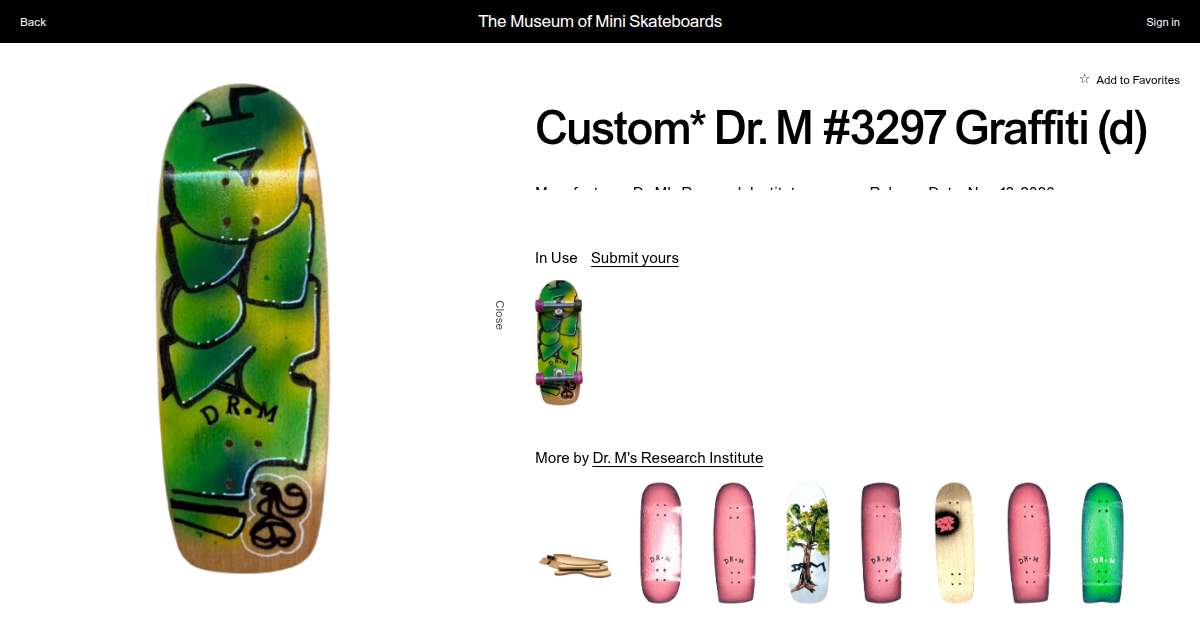 Back
The Museum of Mini Skateboards
Sign in
☆ Add to Favorites
Custom* Dr. M #3297 Graffiti (d)
In Use Submit yours
Close
DR.M
More by Dr. M's Research Institute
DR.M
DR.M
DR.M
DR.M
DR.M